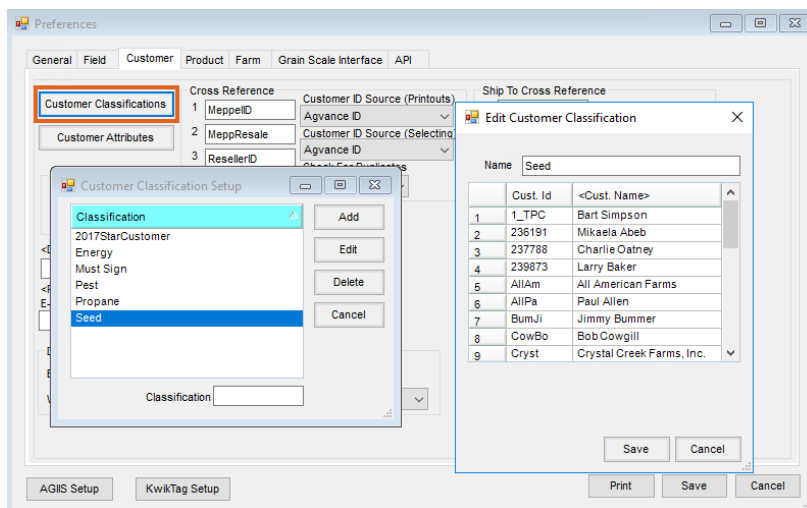 Preferences
General Field Customer Product Farm Grain Scale Interface API
Customer Classifications
Customer Attributes
Cross Reference
1 MeppelID
2 MeppResale
3 ResellerID
Customer ID Source (Printouts)
Agvance ID
Customer ID Source (Selecting)
Agvance ID
Ship To Cross Reference
Customer Classification Setup
Classification
2017StarCustomer
Energy
Must Sign
Pest
Propane
Seed
Add
Edit
Delete
Cancel
Classification
Edit Customer Classification
Name Seed
Cust. Id <Cust. Name>
1 1_TPC Bart Simpson
2 236191 Mikaela Abeb
3 237788 Charlie Oatney
4 239873 Larry Baker
5 AllAm All American Farms
6 AllPa Paul Allen
7 BumJi Jimmy Bummer
8 CowBo Bob Cowgill
9 Cryst Crystal Creek Farms, Inc.
Save Cancel
AGIIS Setup KwikTag Setup Print Save Cancel